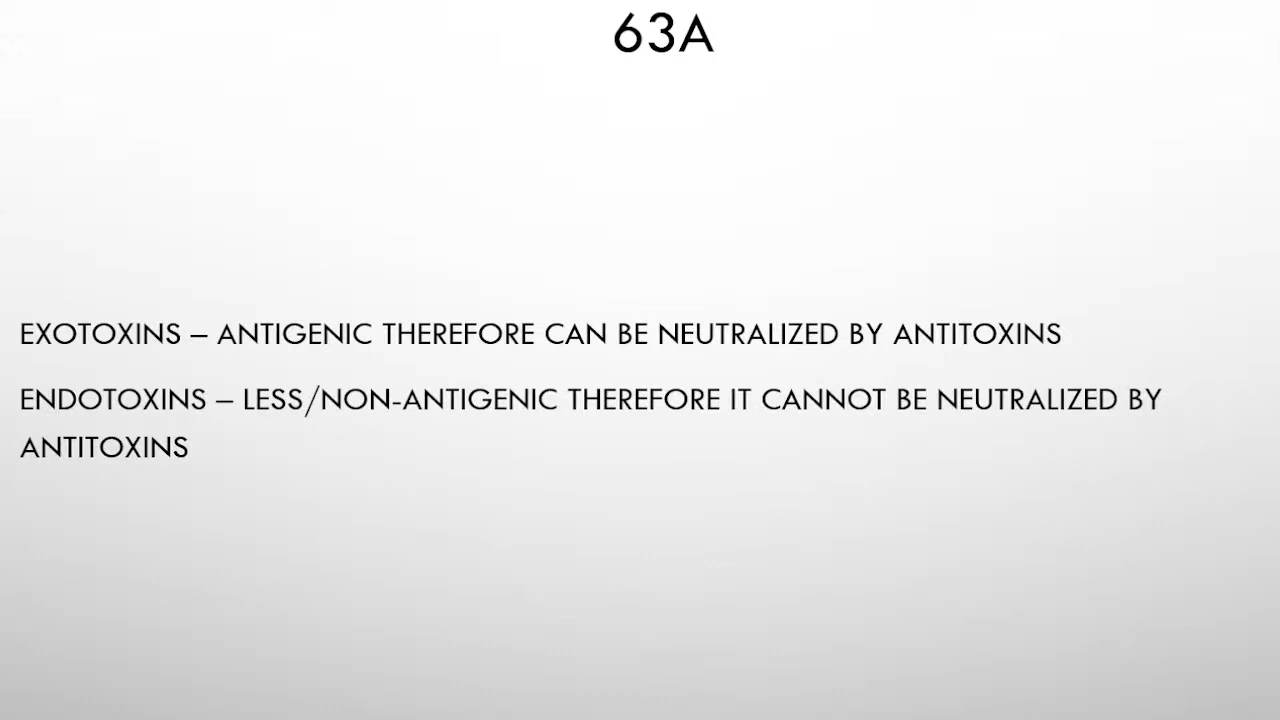 63A
EXOTOXINS – ANTIGENIC THEREFORE CAN BE NEUTRALIZED BY ANTITOXINS
ENDOTOXINS – LESS/NON-ANTIGENIC THEREFORE IT CANNOT BE NEUTRALIZED BY
ANTITOXINS